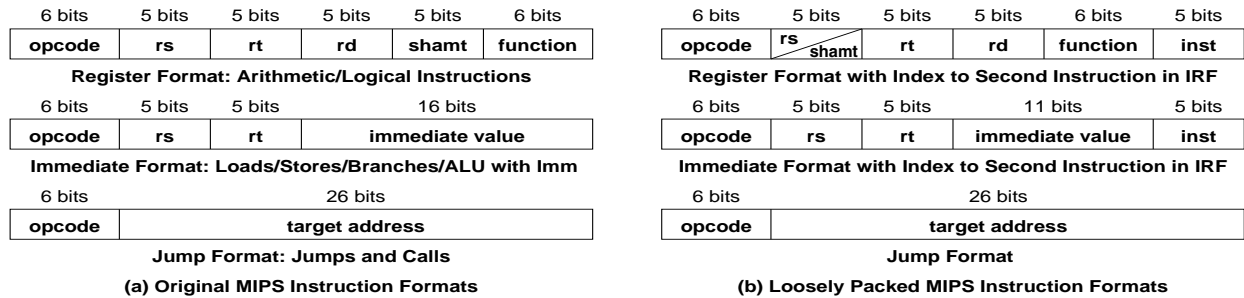 6 bits 5 bits 5 bits 5 bits 5 bits 6 bits
opcode rs rt rd shamt function
Register Format: Arithmetic/Logical Instructions
6 bits 5 bits 5 bits 16 bits
opcode rs rt immediate value
Immediate Format: Loads/Stores/Branches/ALU with Imm
6 bits 26 bits
opcode target address
Jump Format: Jumps and Calls
(a) Original MIPS Instruction Formats
6 bits 5 bits 5 bits 5 bits 6 bits 5 bits
opcode rs shamt rt rd function inst
Register Format with Index to Second Instruction in IRF
6 bits 5 bits 5 bits 11 bits 5 bits
opcode rs rt immediate value inst
Immediate Format with Index to Second Instruction in IRF
6 bits 26 bits
opcode target address
Jump Format
(b) Loosely Packed MIPS Instruction Formats